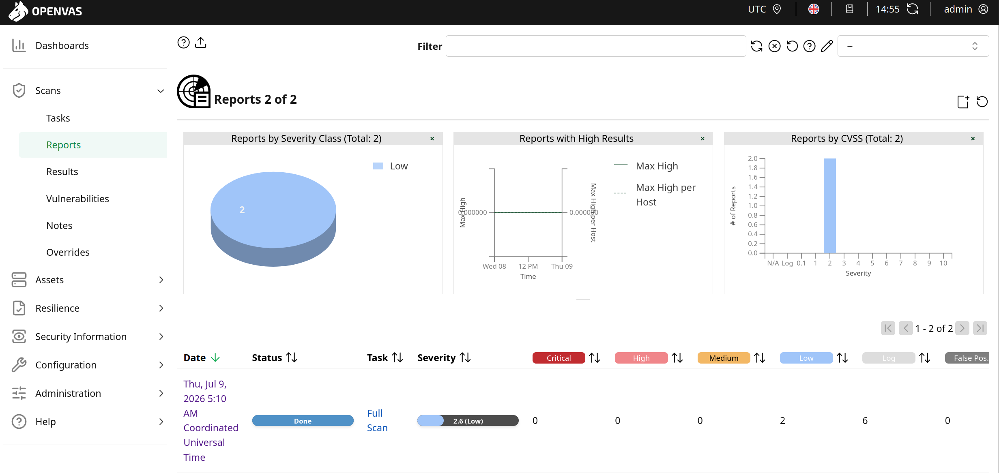 OPENVAS
UTC
14:55
admin
Dashboards
Scans
Tasks
Reports
Results
Vulnerabilities
Notes
Overrides
Assets
Resilience
Security Information
Configuration
Administration
Help
Filter
--
Reports 2 of 2
Reports by Severity Class (Total: 2)
×
Low
2
Reports with High Results
×
Max High
Max High per
Host
Max High
0.000000
0.000000
Max High per Host
Wed 08
12 PM
Thu 09
Time
Reports by CVSS (Total: 2)
×
# of Reports
2.0
1.8
1.6
1.4
1.2
1.0
0.8
0.6
0.4
0.2
0.0
N/A Log 0.1 1 2 3 4 5 6 7 8 9 10
Severity
1 - 2 of 2
Date Status Task Severity Critical High Medium Low Log False Pos.
Thu, Jul 9,
2026 5:10
AM
Coordinated
Universal
Time
Done
Full
Scan
2.6 (Low)
0 0 0 2 6 0